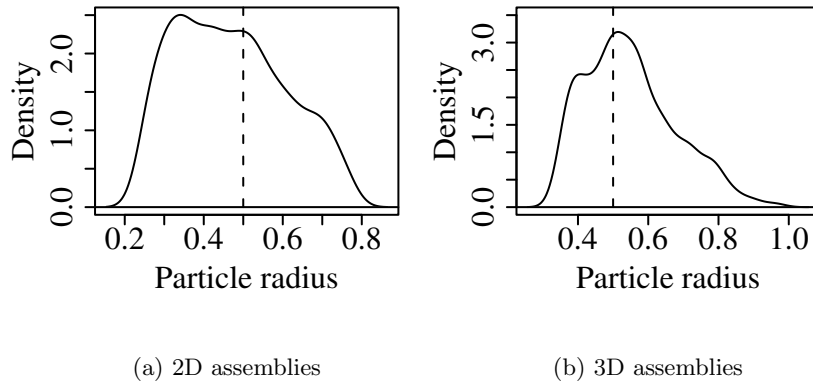 Density
2.0
1.0
0.0
0.2 0.4 0.6 0.8
Particle radius
(a) 2D assemblies
Density
3.0
1.5
0.0
0.4 0.6 0.8 1.0
Particle radius
(b) 3D assemblies